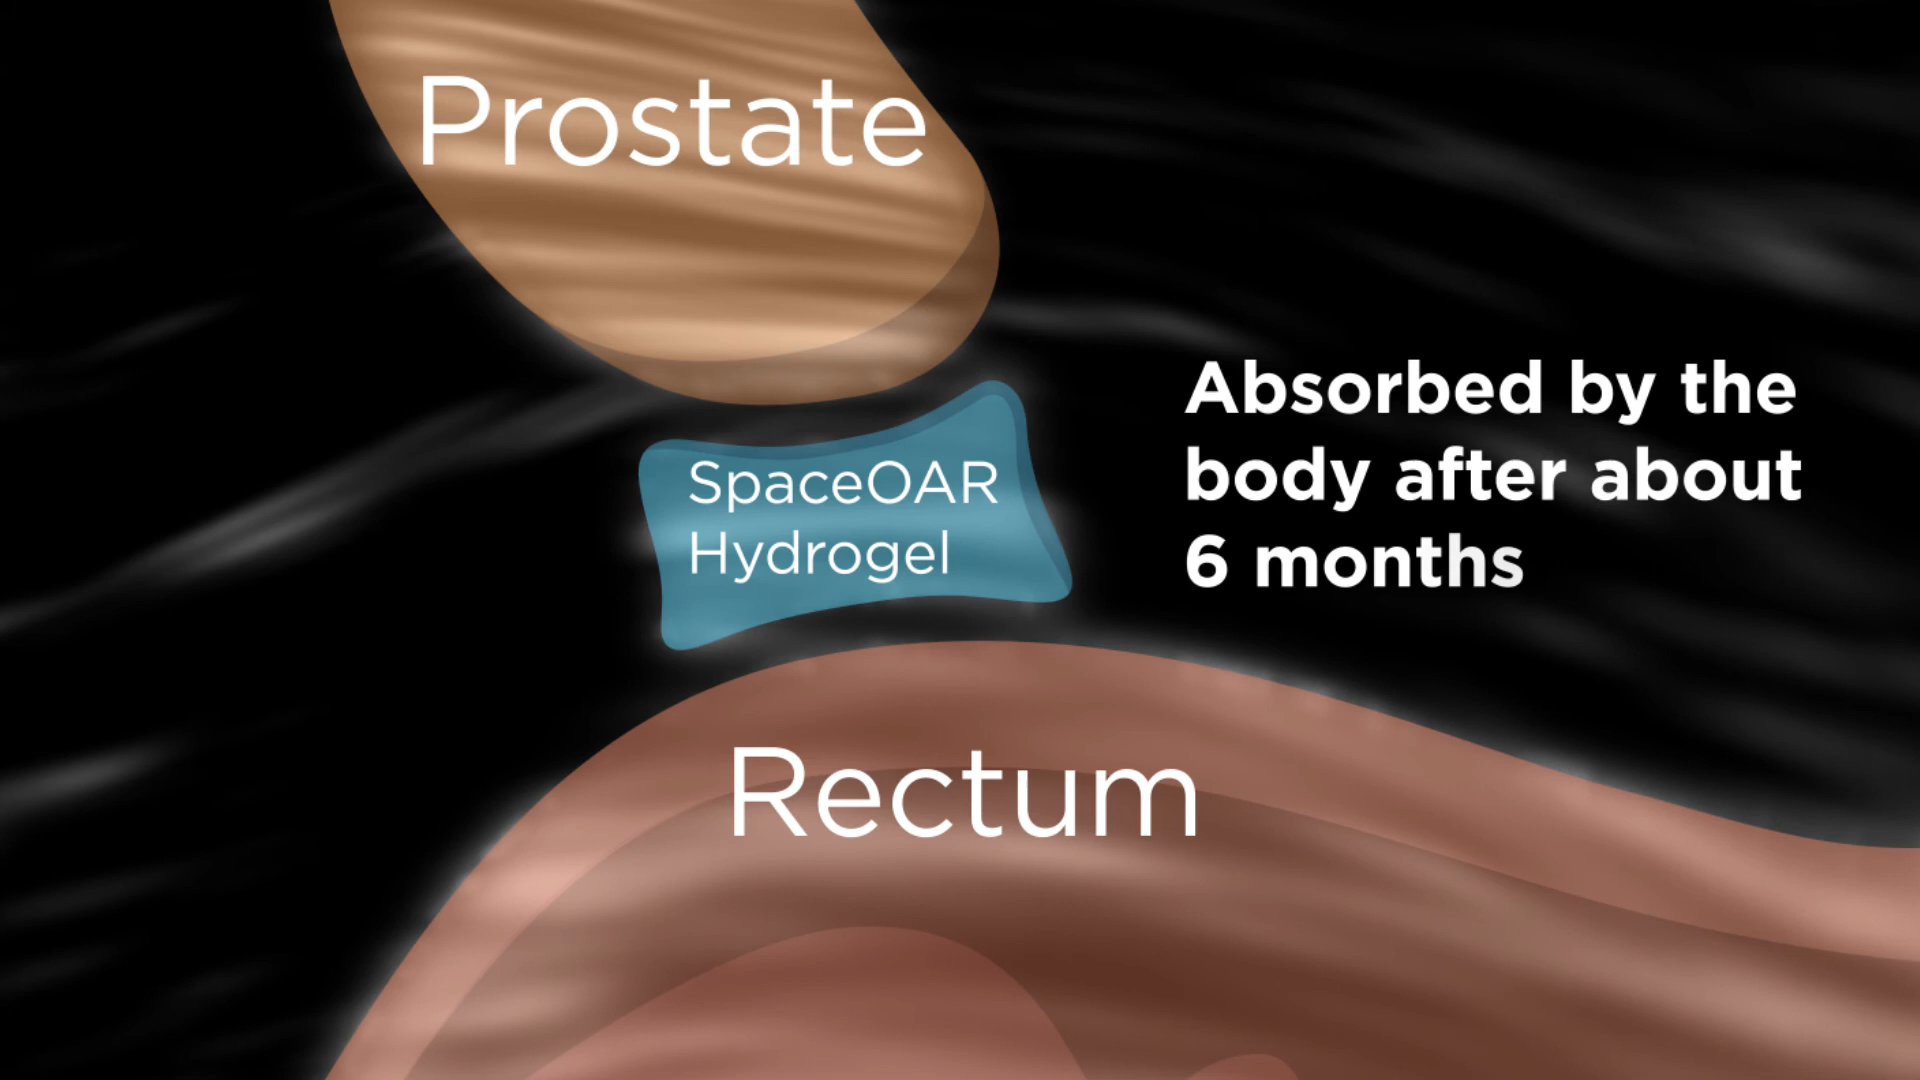 Prostate
SpaceOAR
Hydrogel
Absorbed by the
body after about
6 months
Rectum